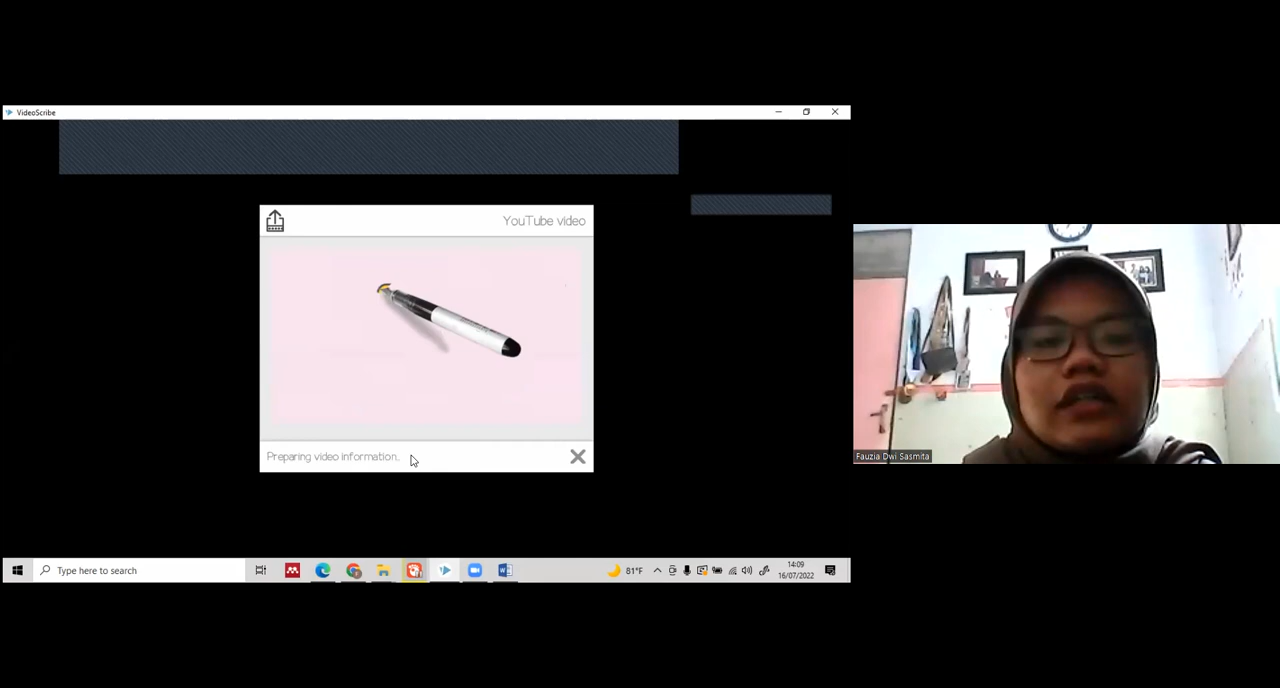 VideoScribe
YouTube video
Preparing video information.
Fauzia Dwi Sasmita
Type here to search
81°F
14:09
16/07/2022